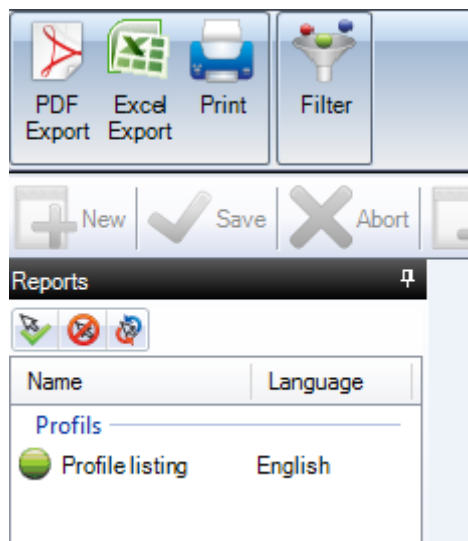 PDF Export
Excel Export
Print
Filter
New
Save
Abort
Reports
Name Language
Profils
Profile listing English